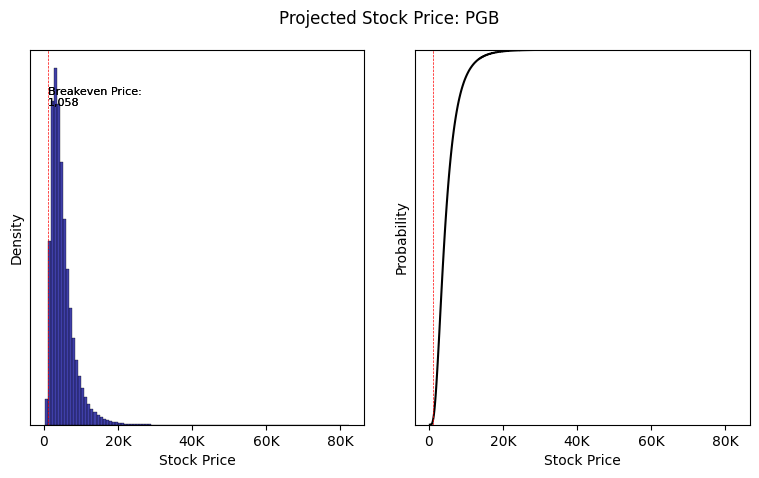 Projected Stock Price: PGB
Breakeven Price:
1,058
Density
0
20K
40K
60K
80K
Stock Price
Probability
0
20K
40K
60K
80K
Stock Price